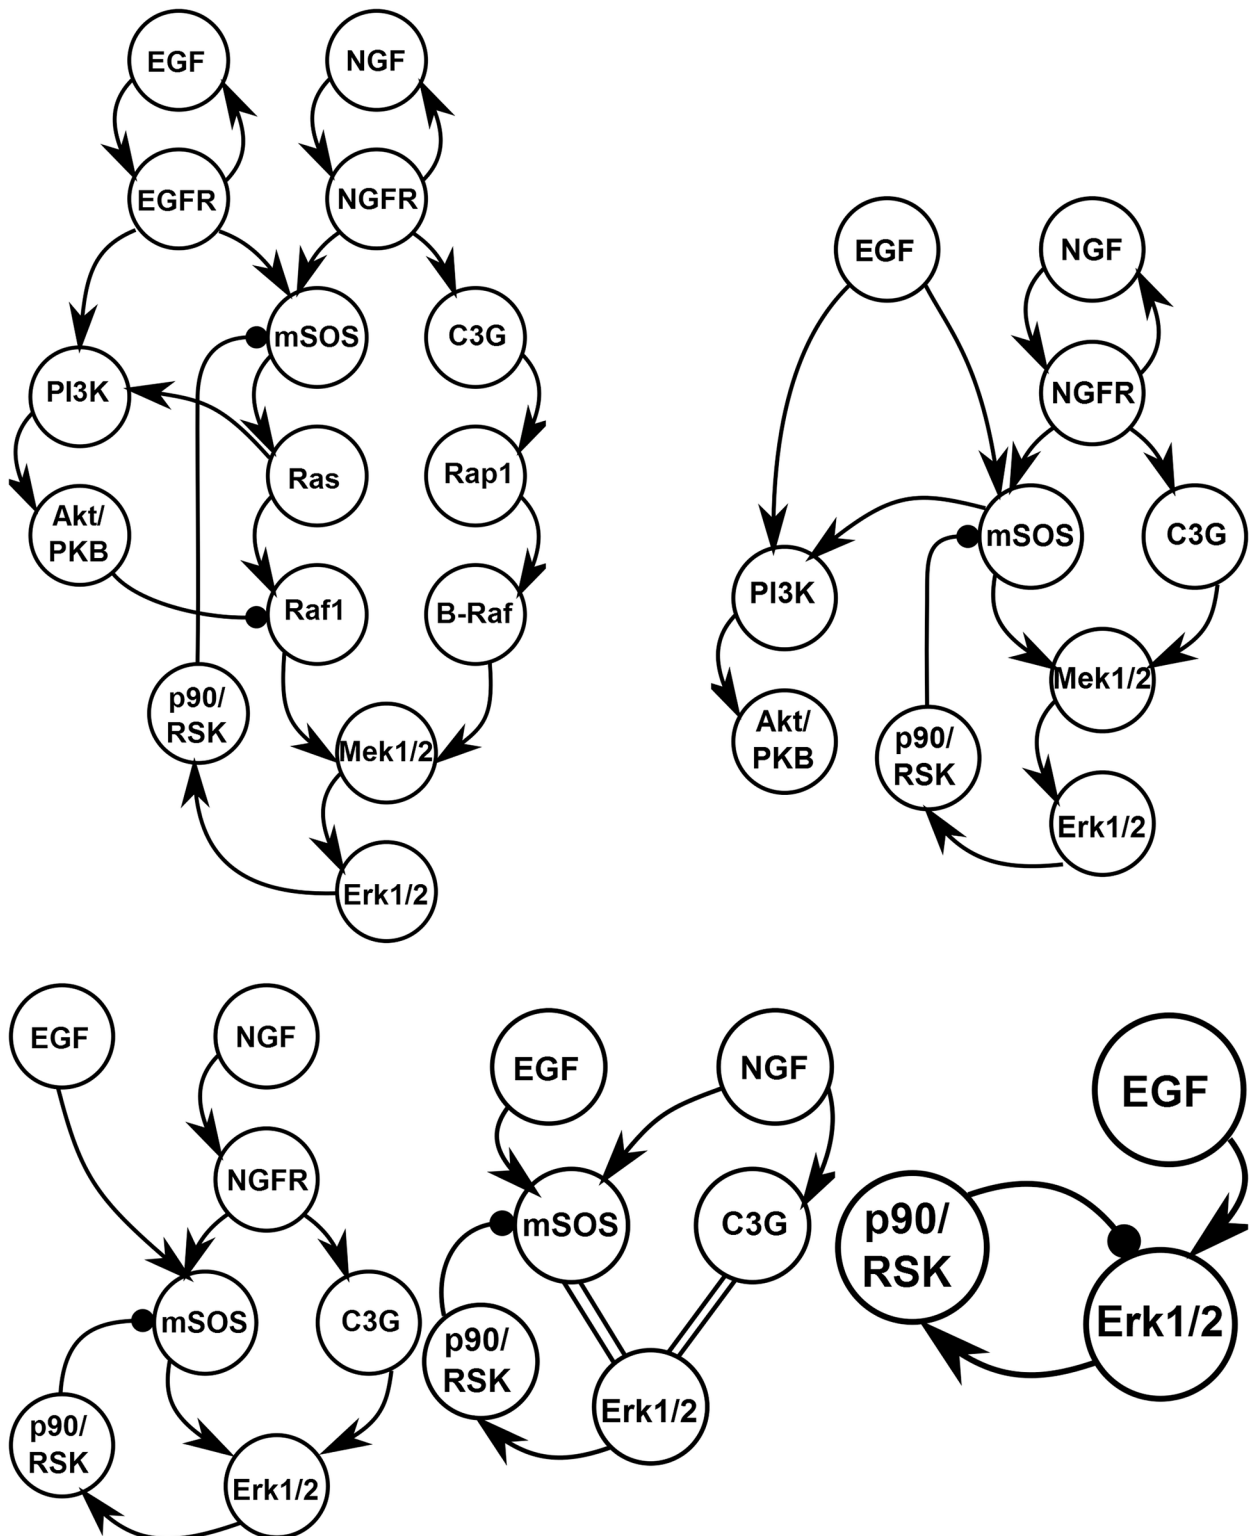 EGF
NGF
EGFR
NGFR
mSOS
C3G
PI3K
Ras
Rap1
Akt/
PKB
Raf1
B-Raf
p90/
RSK
Mek1/2
Erk1/2
EGF
NGF
NGFR
mSOS
C3G
PI3K
Mek1/2
Akt/
PKB
p90/
RSK
Erk1/2
EGF
NGF
NGFR
mSOS
C3G
p90/
RSK
Erk1/2
EGF
NGF
mSOS
C3G
p90/
RSK
Erk1/2
EGF
p90/
RSK
Erk1/2